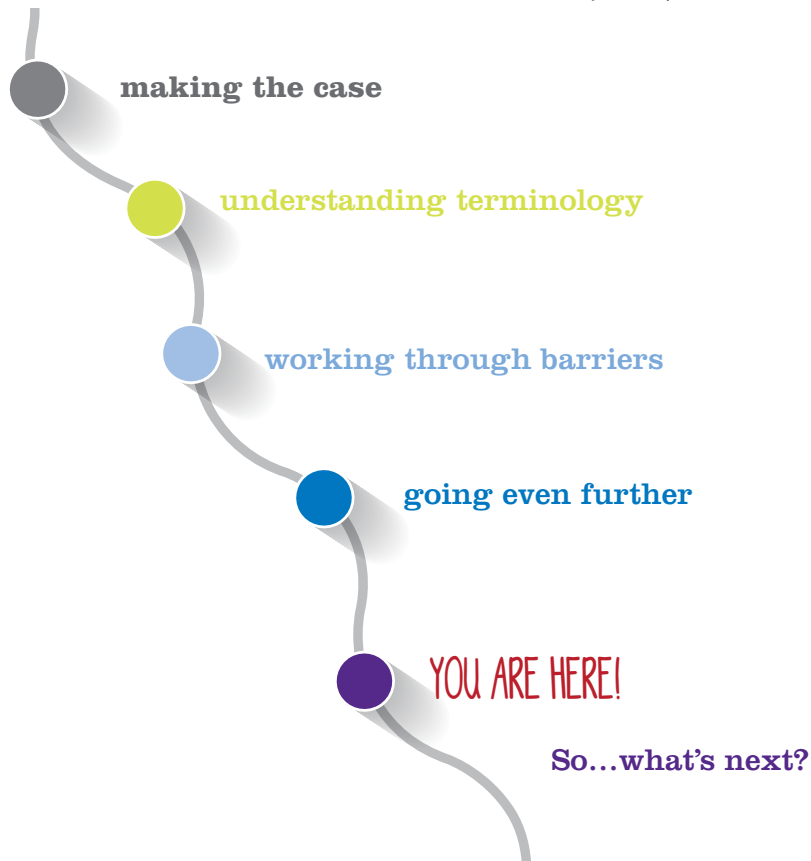 making the case
understanding terminology
working through barriers
going even further
YOU ARE HERE!
So...what's next?